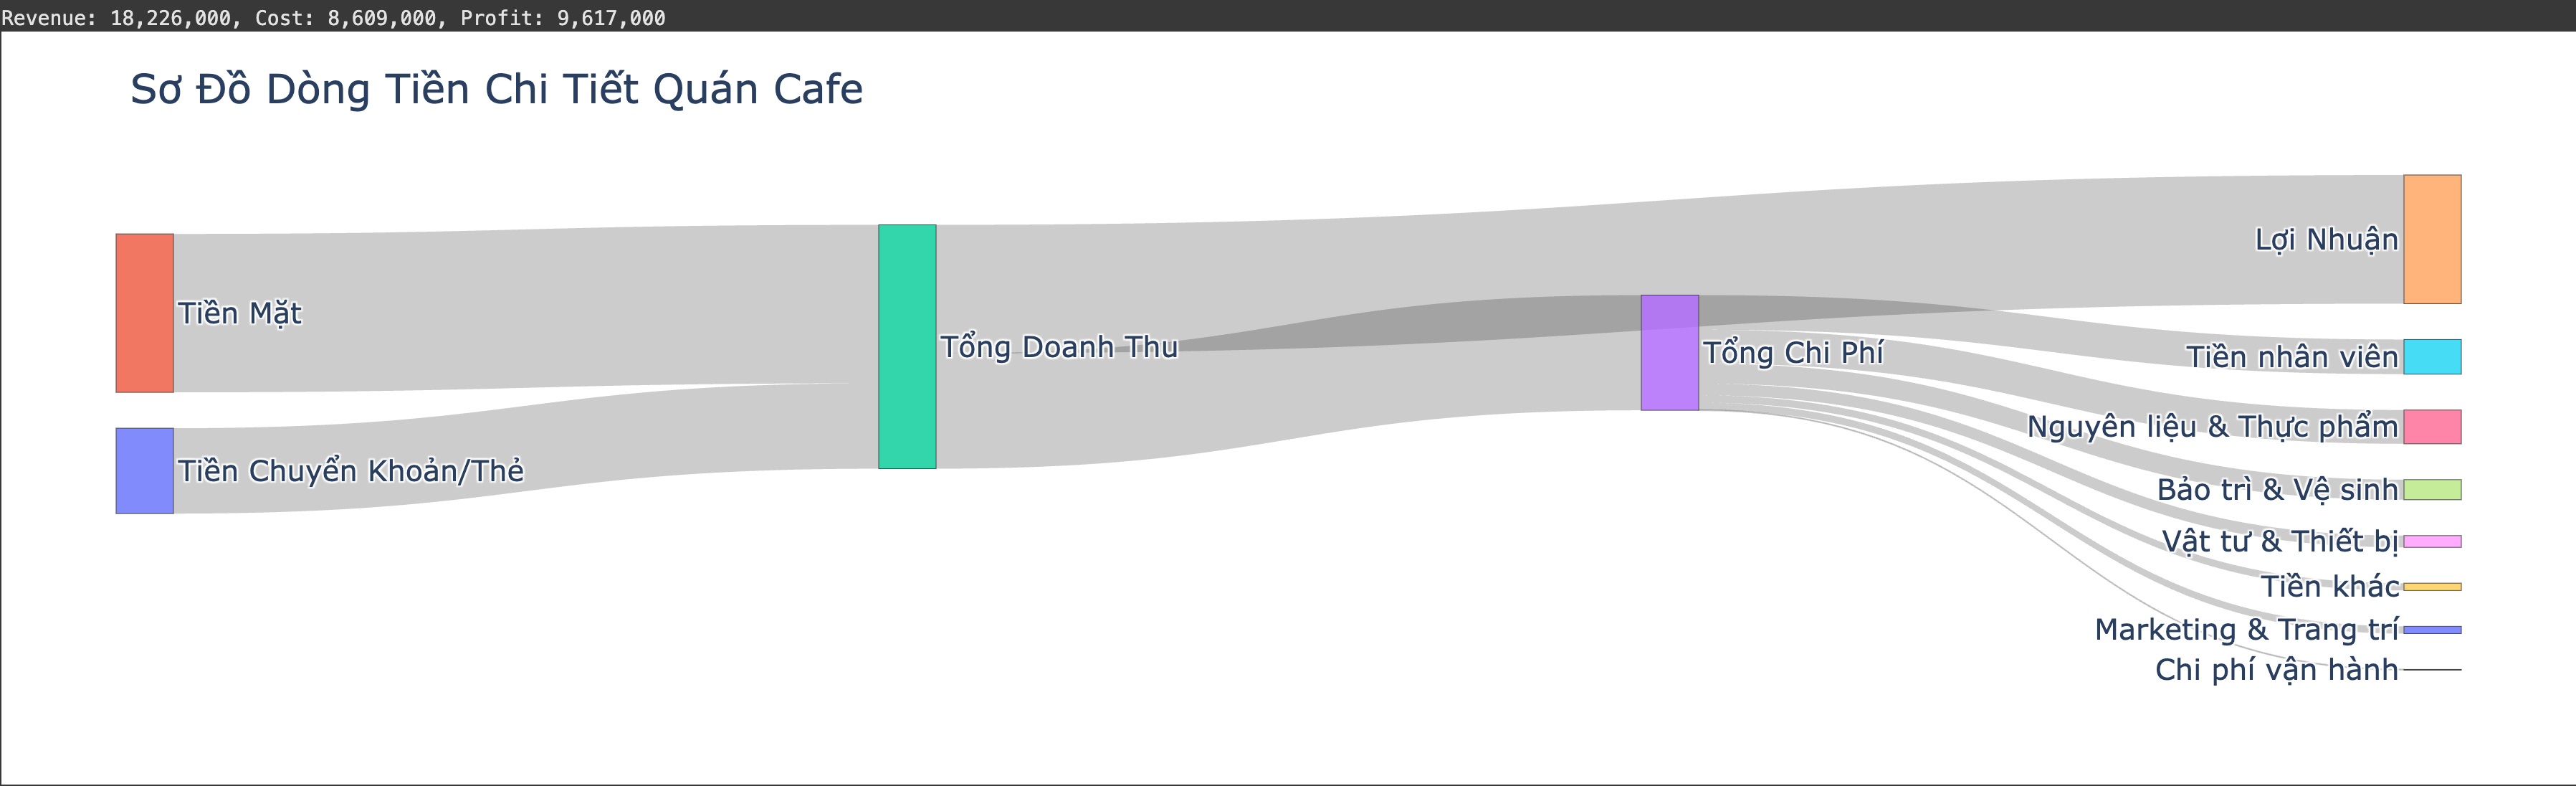 Revenue: 18,226,000, Cost: 8,609,000, Profit: 9,617,000
Sơ Đồ Dòng Tiền Chi Tiết Quán Cafe
Tiền Mặt
Tiền Chuyển Khoản/Thẻ
Tổng Doanh Thu
Tổng Chi Phí
Lợi Nhuận
Tiền nhân viên
Nguyên liệu & Thực phẩm
Bảo trì & Vệ sinh
Vật tư & Thiết bị
Tiền khác
Marketing & Trang trí
Chi phí vận hành